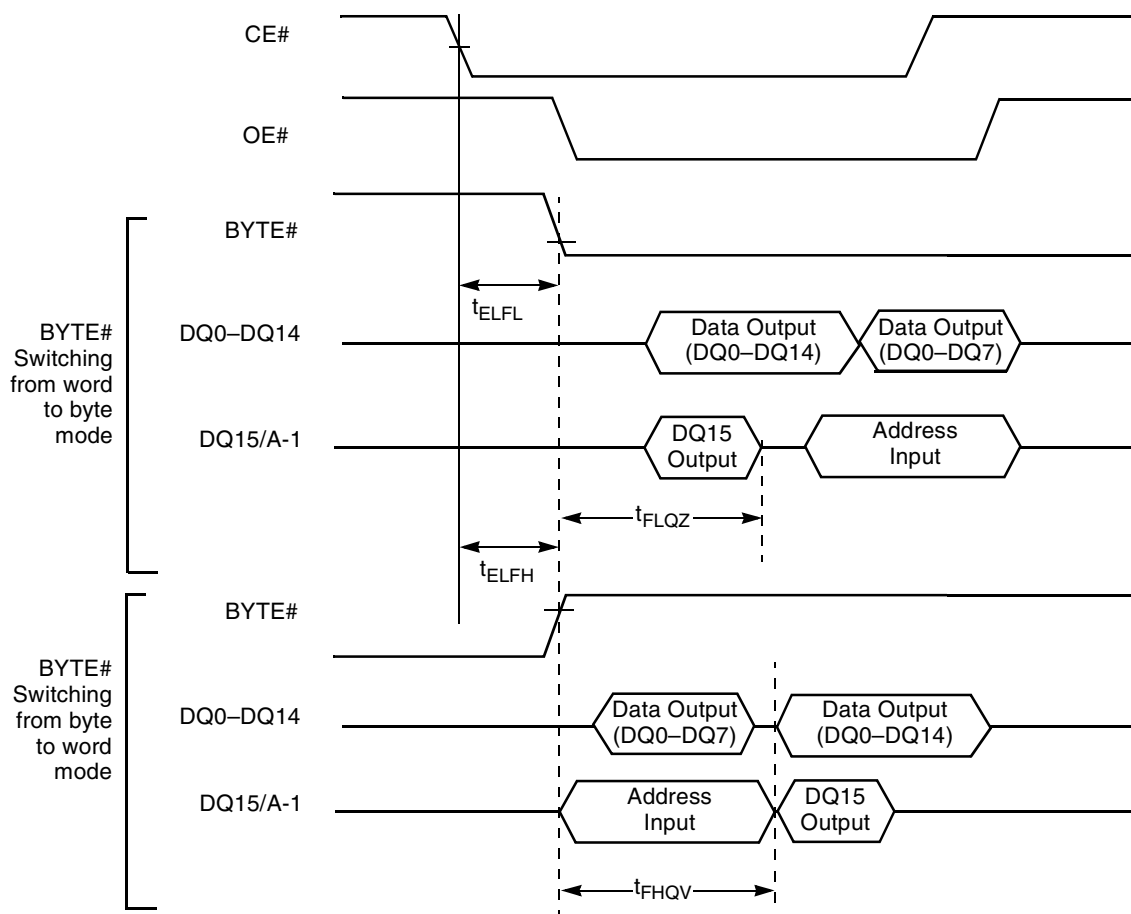 CE#
OE#
BYTE#
tELFL
BYTE#
Switching
from word
to byte
mode
DQ0–DQ14
Data Output
(DQ0–DQ14)
Data Output
(DQ0–DQ7)
DQ15/A-1
DQ15
Output
Address
Input
tFLQZ
tELFH
BYTE#
BYTE#
Switching
from byte
to word
mode
DQ0–DQ14
Data Output
(DQ0–DQ7)
Data Output
(DQ0–DQ14)
DQ15/A-1
Address
Input
DQ15
Output
tFHQV